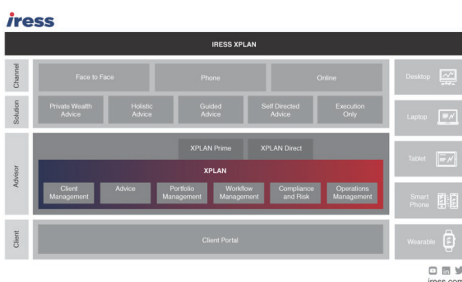 iress
IRESS XPLAN
Channel
Face to Face
Phone
Online
Desktop
Solution
Private Wealth
Advice
Holistic
Advice
Guided
Advice
Self Directed
Advice
Execution
Only
Laptop
Advisor
XPLAN Prime
XPLAN Direct
XPLAN
Client
Management
Advice
Portfolio
Management
Workflow
Management
Compliance
and Risk
Operations
Management
Tablet
Smart
Phone
Client
Client Portal
Wearable
iress.com